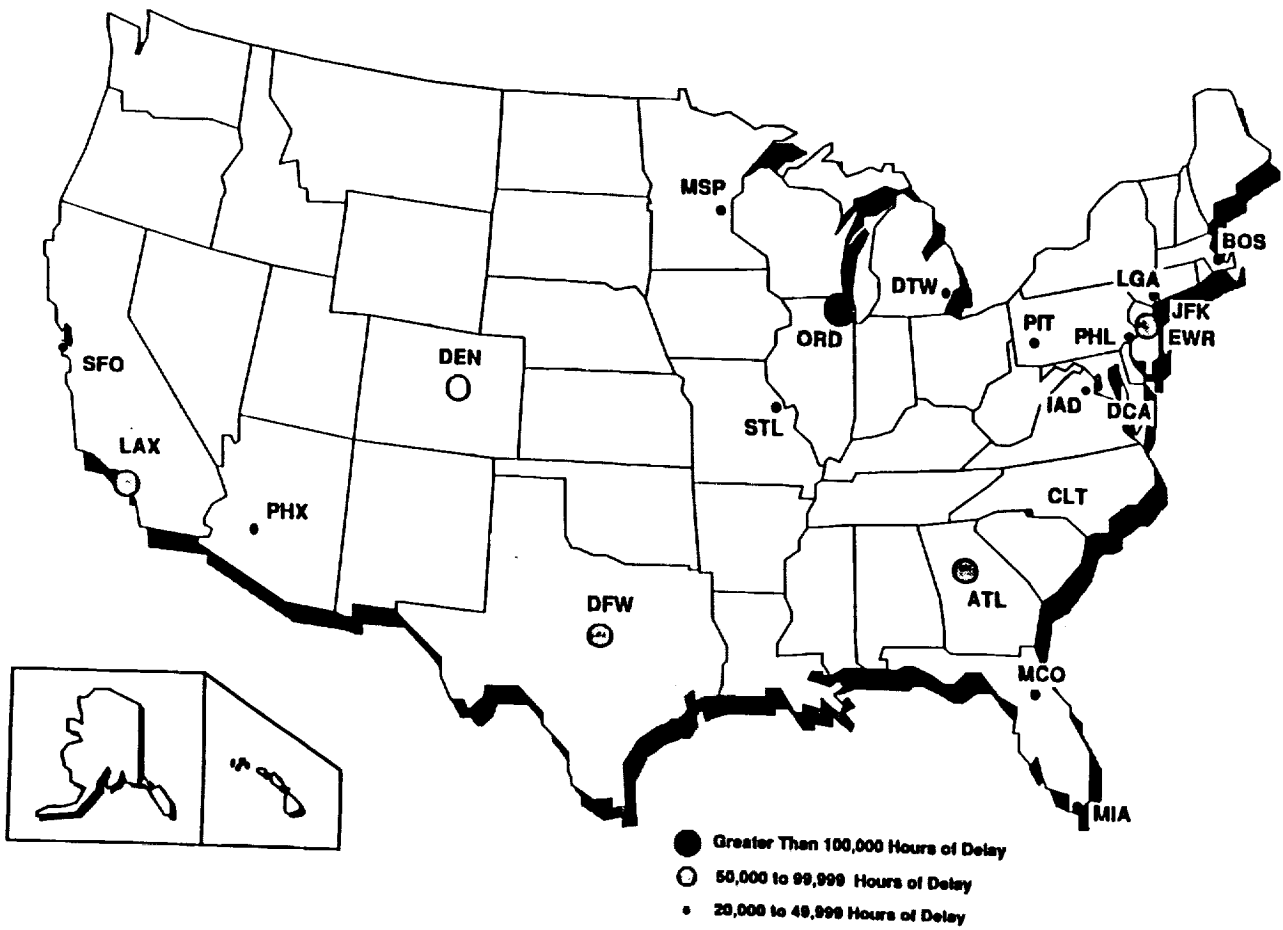 MSP
BOS
LGA
DTW
JFK
ORD
PIT
PHL
EWR
SFO
DEN
IAD
DCA
STL
LAX
CLT
PHX
ATL
DFW
MCO
MIA
Greater Than 100,000 Hours of Delay
50,000 to 99,999 Hours of Delay
20,000 to 49,999 Hours of Delay